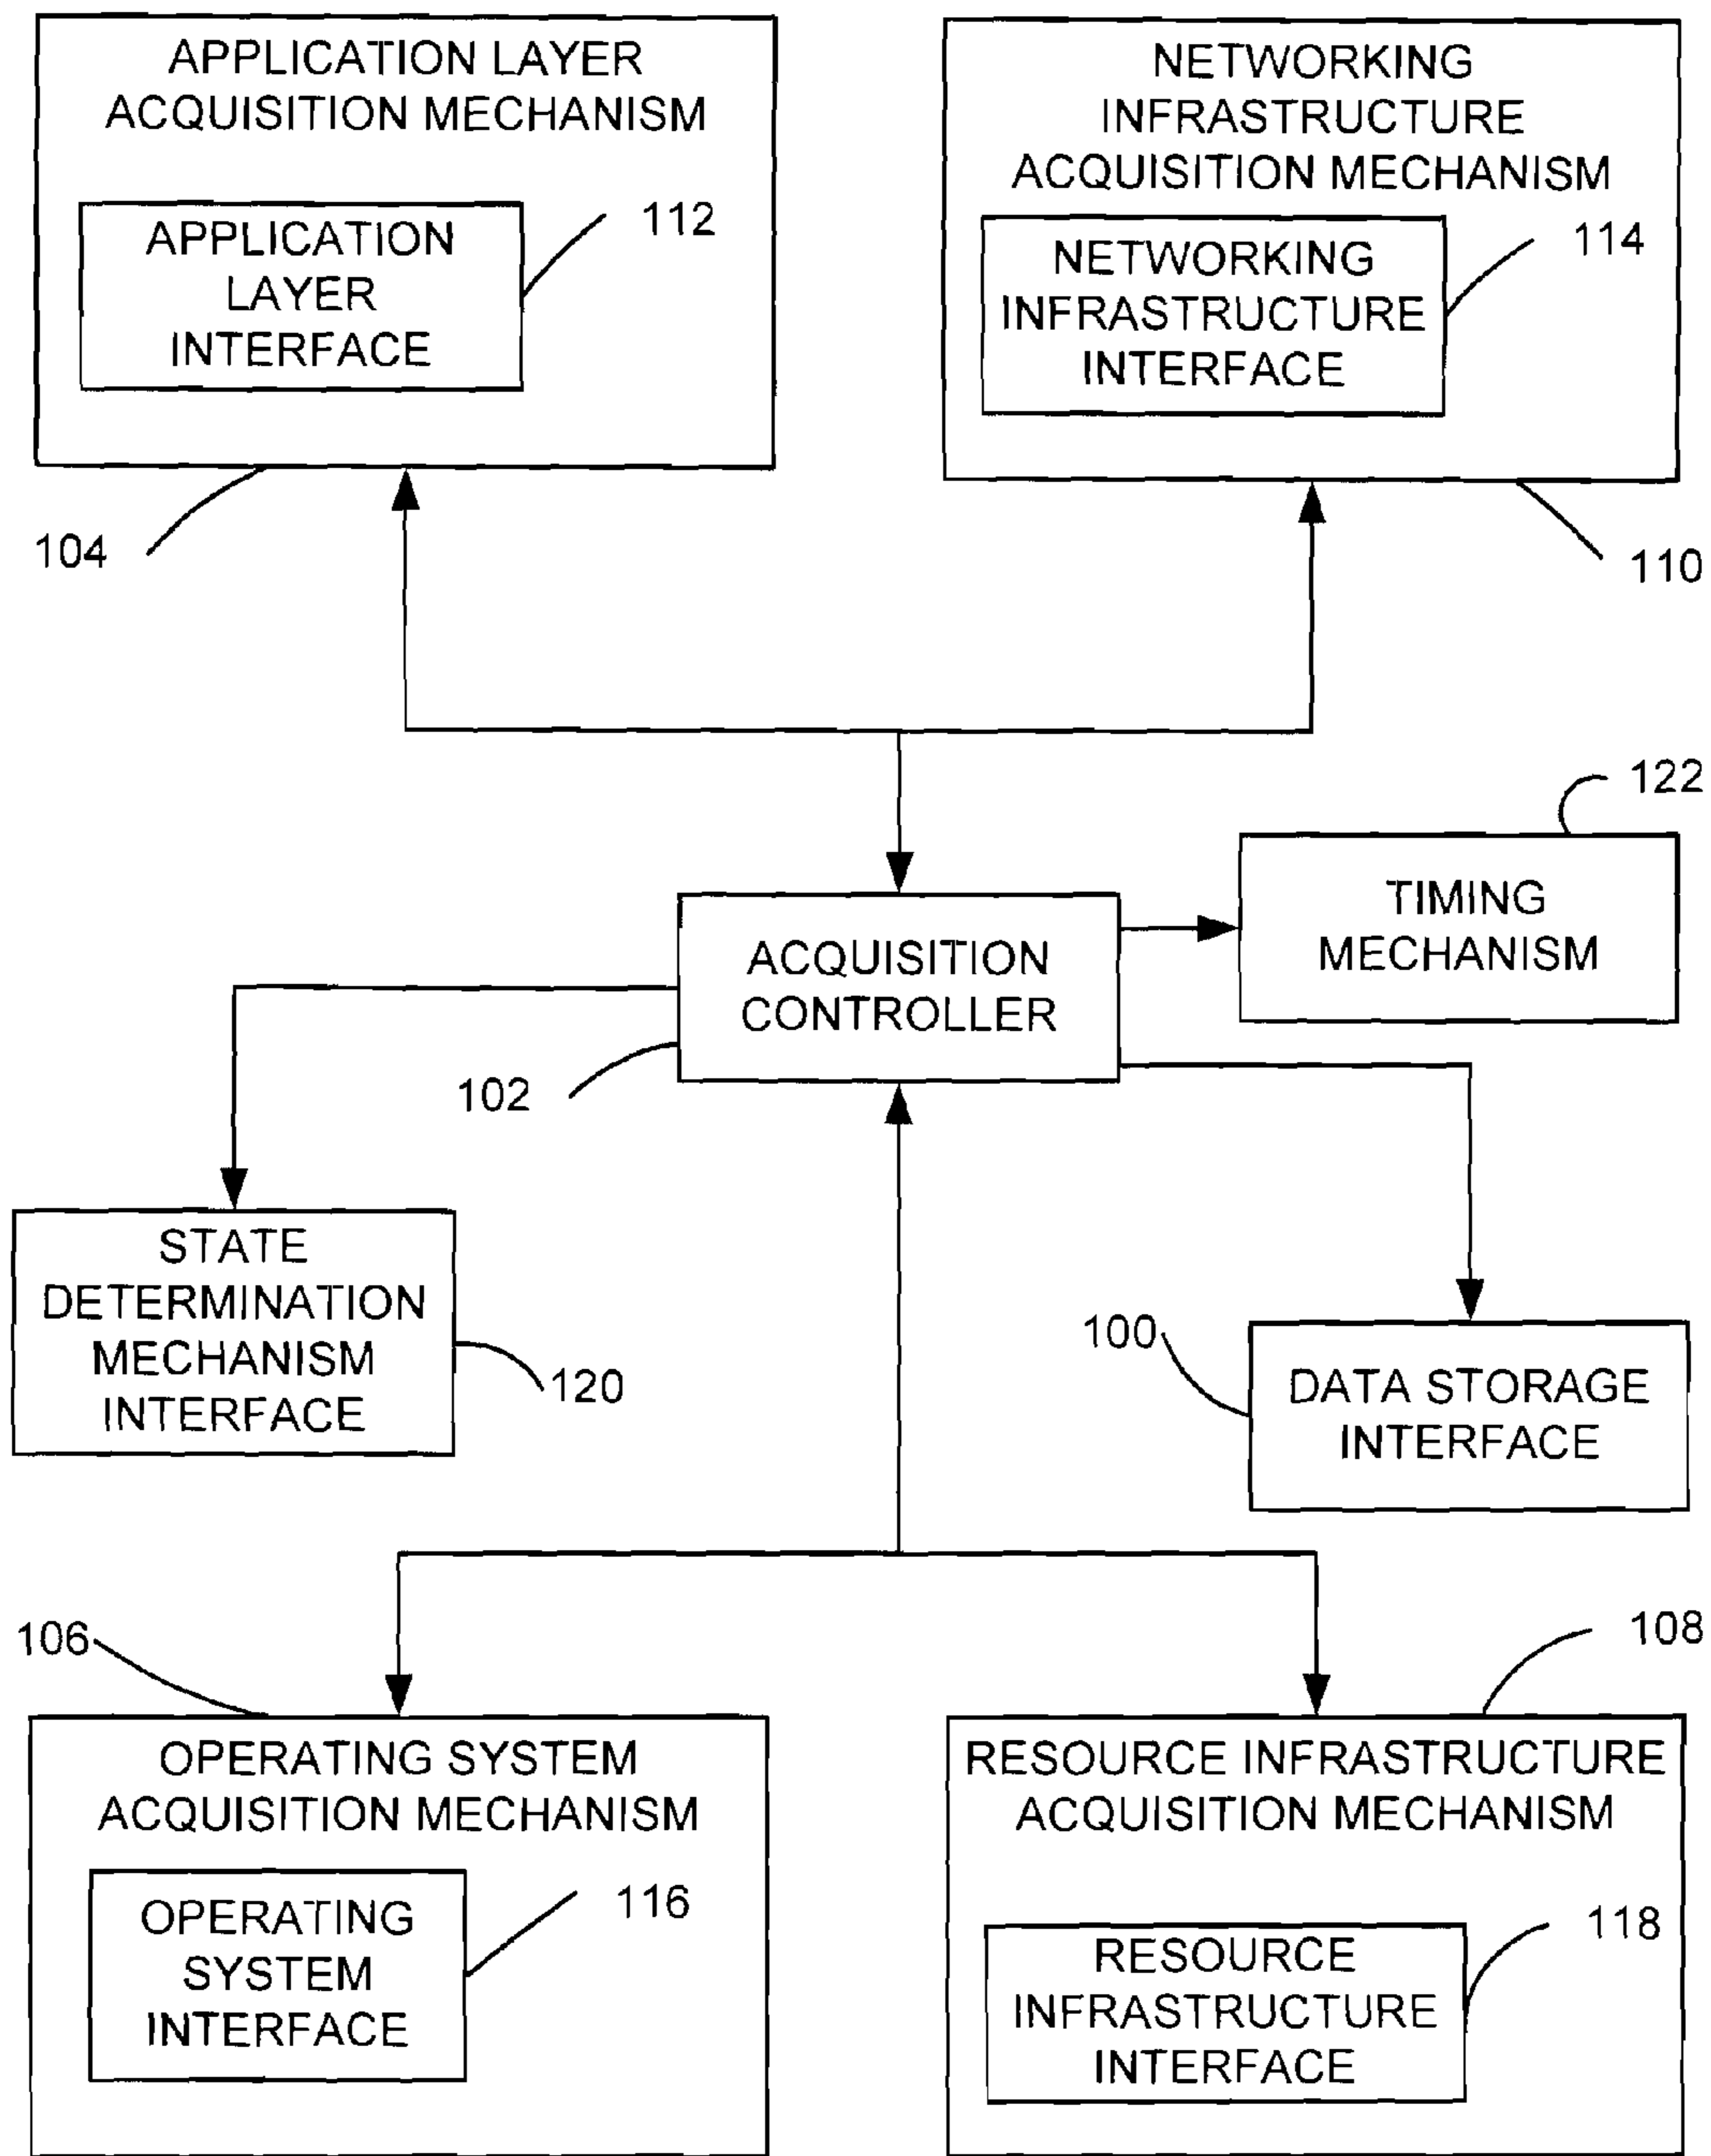 APPLICATION LAYER
ACQUISITION MECHANISM
APPLICATION
LAYER
INTERFACE
112
104
NETWORKING
INFRASTRUCTURE
ACQUISITION MECHANISM
NETWORKING
INFRASTRUCTURE
INTERFACE
114
110
122
TIMING
MECHANISM
ACQUISITION
CONTROLLER
102
STATE
DETERMINATION
MECHANISM
INTERFACE
120
100
DATA STORAGE
INTERFACE
106
OPERATING SYSTEM
ACQUISITION MECHANISM
OPERATING
SYSTEM
INTERFACE
116
108
RESOURCE INFRASTRUCTURE
ACQUISITION MECHANISM
RESOURCE
INFRASTRUCTURE
INTERFACE
118